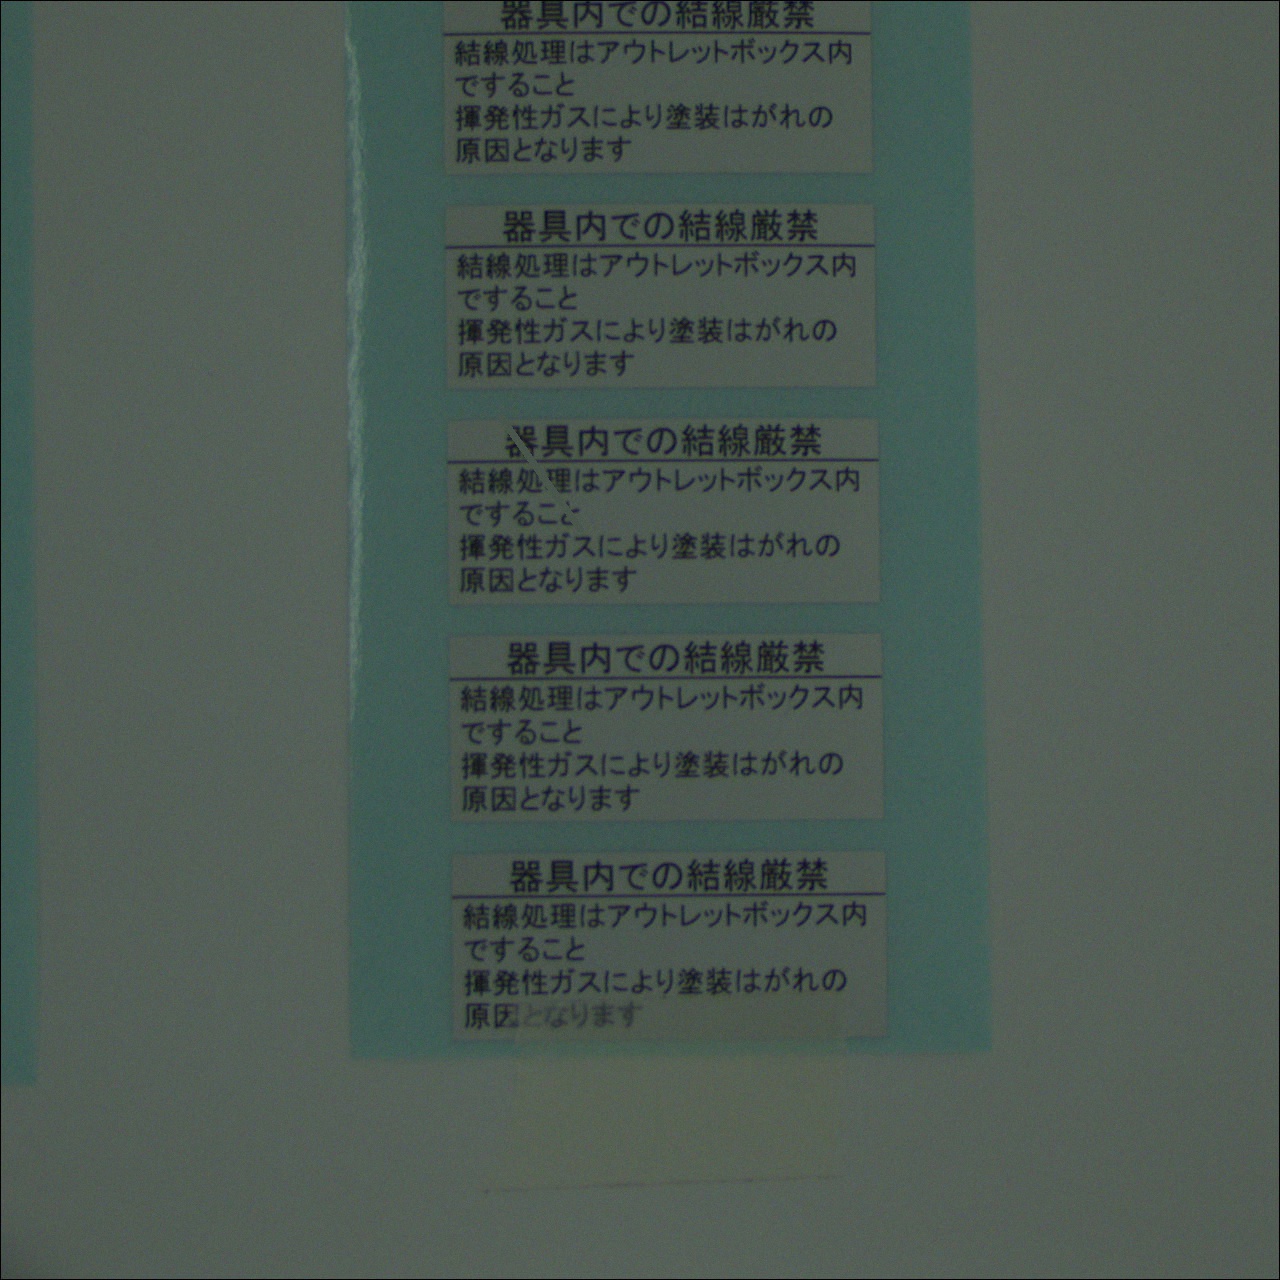 器具内での結線厳禁
結線処理はアウトレットボックス内
ですること
揮発性ガスにより塗装はがれの
原因となります
器具内での結線厳禁
結線処理はアウトレットボックス内
ですること
揮発性ガスにより塗装はがれの
原因となります
器具内での結線厳禁
結線処理はアウトレットボックス内
ですること
揮発性ガスにより塗装はがれの
原因となります
器具内での結線厳禁
結線処理はアウトレットボックス内
ですること
揮発性ガスにより塗装はがれの
原因となります
器具内での結線厳禁
結線処理はアウトレットボックス内
ですること
揮発性ガスにより塗装はがれの
原因となります